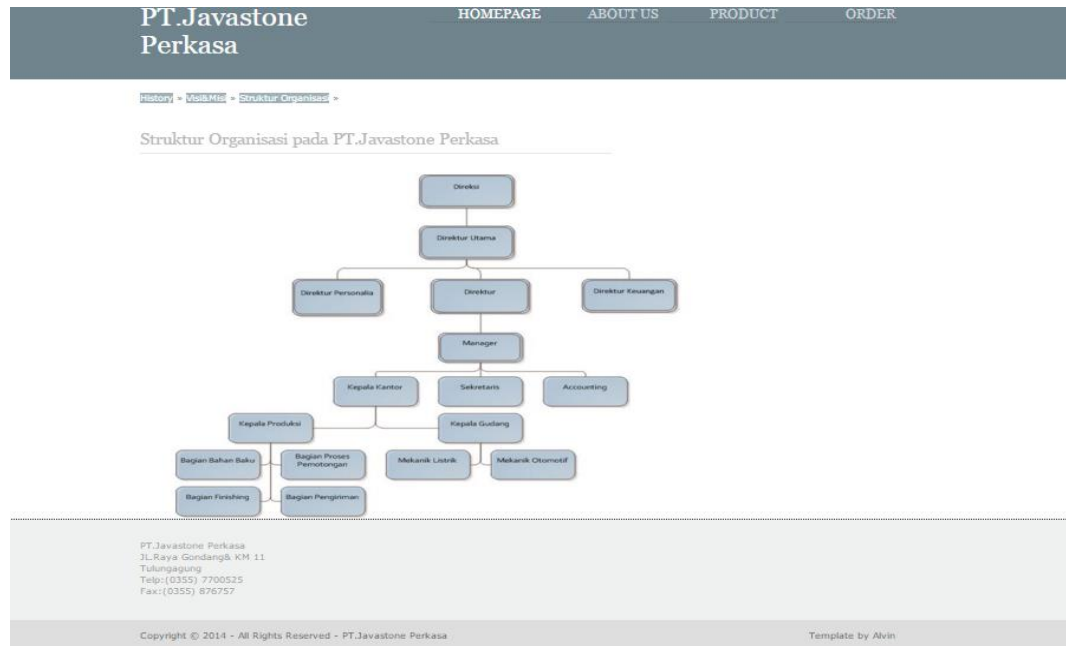 PT.Javastone
Perkasa
HOMEPAGE ABOUT US PRODUCT ORDER
History » Visi&Misi » Struktur Organisasi »
Struktur Organisasi pada PT.Javastone Perkasa
Direksi
Direktur Utama
Direktur Personalia
Direktur
Direktur Keuangan
Manager
Kepala Kantor
Sekretaris
Accounting
Kepala Produksi
Kepala Gudang
Bagian Bahan Baku
Bagian Proses
Pemotongan
Mekanik Listrik
Mekanik Otomotif
Bagian Finishing
Bagian Pengiriman
PT.Javastone Perkasa
JL.Raya Gondang& KM 11
Tulungagung
Telp:(0355) 7700525
Fax:(0355) 876757
Copyright © 2014 - All Rights Reserved - PT.Javastone Perkasa
Template by Alvin